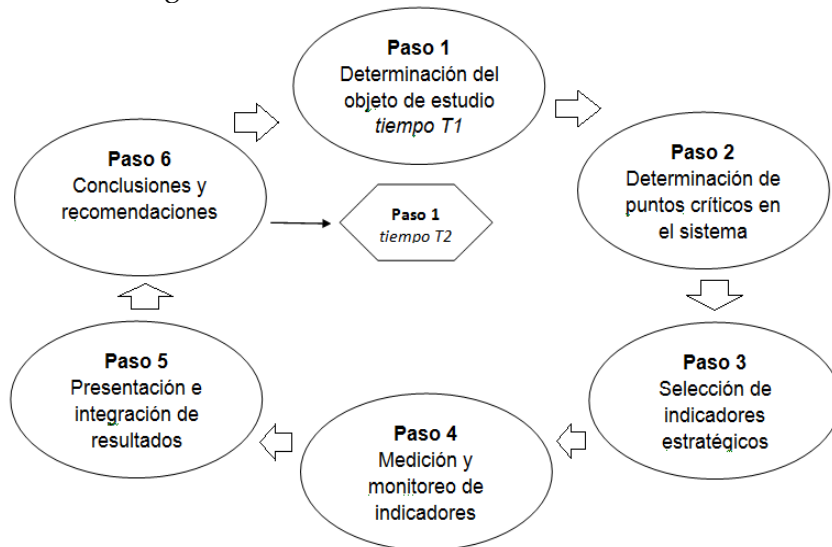 Paso 1
Determinación del
objeto de estudio
tiempo T1
Paso 2
Determinación de
puntos críticos en
el sistema
Paso 3
Selección de
indicadores
estratégicos
Paso 4
Medición y
monitoreo de
indicadores
Paso 5
Presentación e
integración de
resultados
Paso 6
Conclusiones y
recomendaciones
Paso 1
tiempo T2